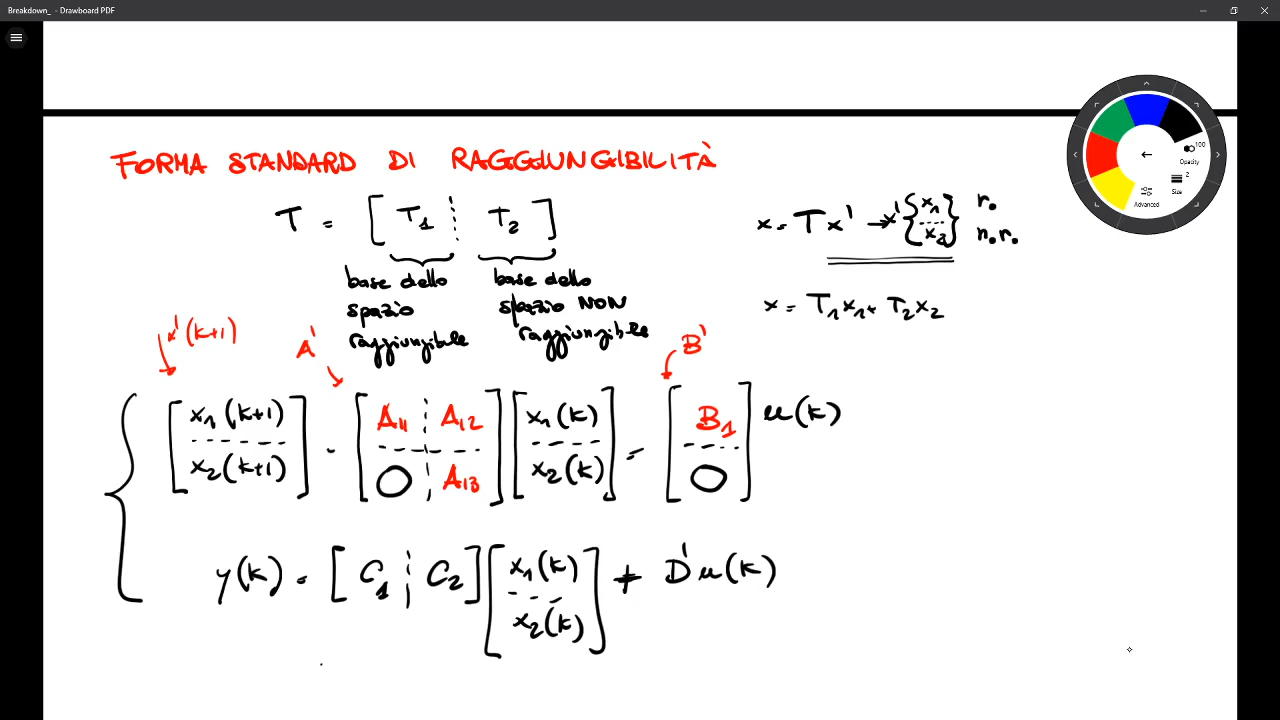 Breakdown_ - Drawboard PDF
FORMA STANDARD DI RAGGIUNGIBILITÀ
T = [ T1 T2 ]
x = T x' → x' { x1 x2 } r. n.r.
base dello spazio raggiungibile
base dello spazio NON raggiungibile
x = T1x1 + T2x2
x'(k+1)
A'
B'
[ x1(k+1) x2(k+1) ] - [ A11 A12 0 A13 ] [ x1(k) x2(k) ] = [ B1 0 ] u(k)
y(k) = [ C1 C2 ] [ x1(k) x2(k) ] + D'u(k)
100
Opacity
2
Size
Advanced